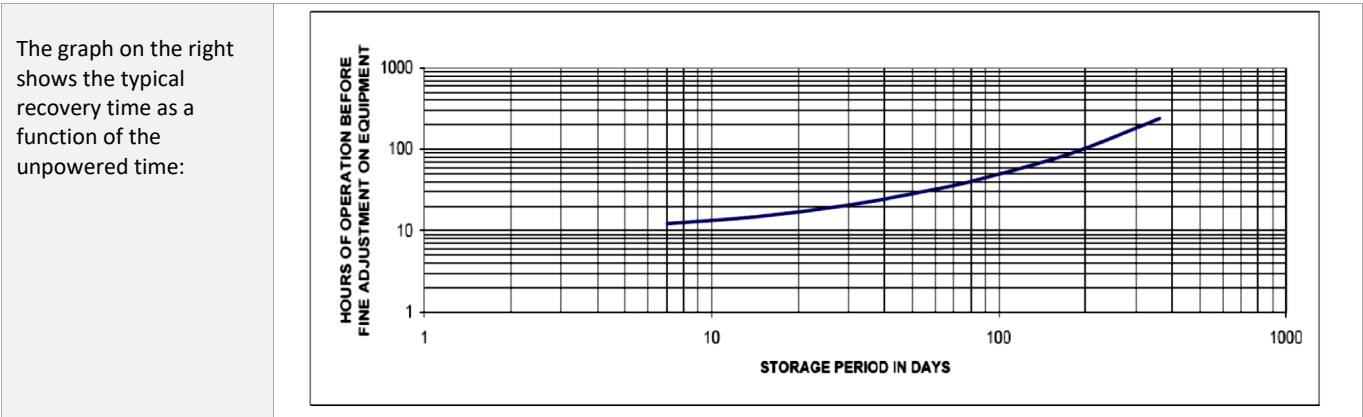 The graph on the right
shows the typical
recovery time as a
function of the
unpowered time:
HOURS OF OPERATION BEFORE
FINE ADJUSTMENT ON EQUIPMENT
1000
100
10
1
1
10
100
1000
STORAGE PERIOD IN DAYS